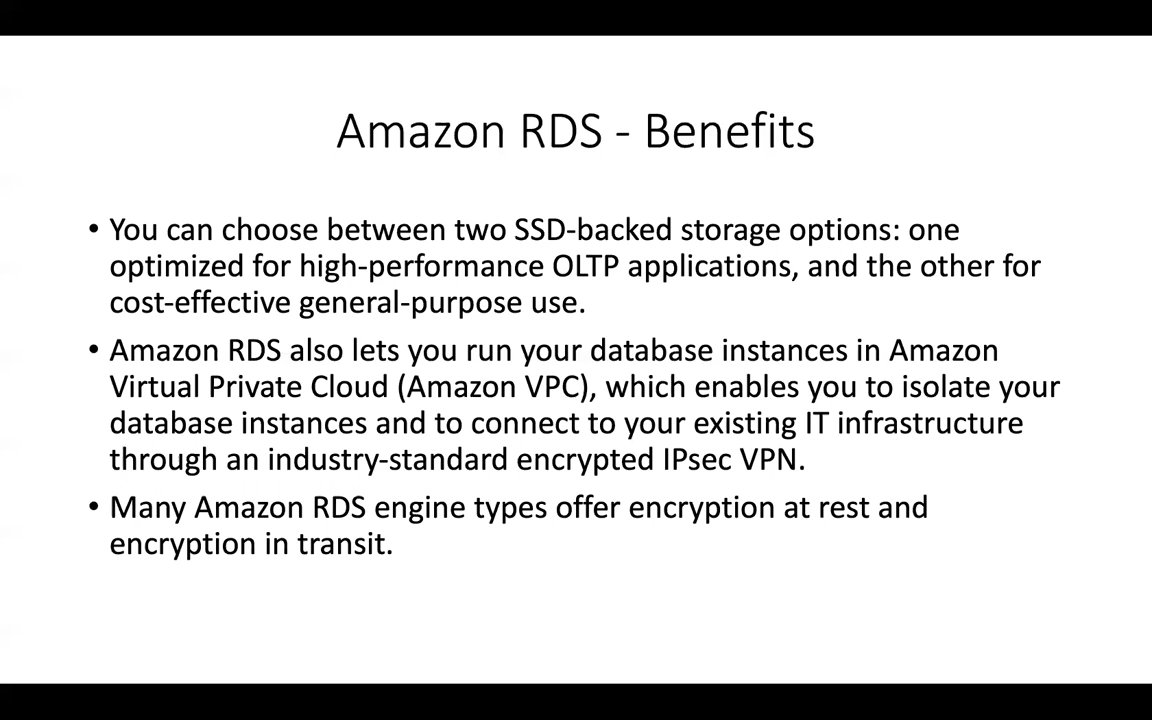 Amazon RDS - Benefits
• You can choose between two SSD-backed storage options: one
optimized for high-performance OLTP applications, and the other for
cost-effective general-purpose use.
• Amazon RDS also lets you run your database instances in Amazon
Virtual Private Cloud (Amazon VPC), which enables you to isolate your
database instances and to connect to your existing IT infrastructure
through an industry-standard encrypted IPsec VPN.
• Many Amazon RDS engine types offer encryption at rest and
encryption in transit.